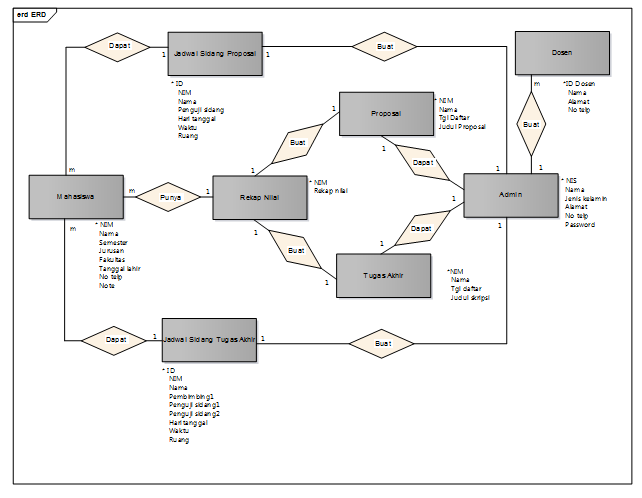 erd ERD
Dapat
1
Jadwal Sidang Proposal
1
Buat
Dosen
* ID
NIM
Nama
Penguji sidang
Hari tanggal
Waktu
Ruang
m
*ID Dosen
Nama
Alamat
No telp
1
Proposal
* NIM
Nama
Tgl Daftar
Judul Proposal
Buat
Buat
1
Dapat
m
1
1
1
Mahasiswa
m
Punya
1
Rekap Nilai
* NIM
Rekap nilai
Admin
* NIS
Nama
Jenis kelamin
Alamat
No telp
Password
m
* NIM
Nama
Semester
Jurusan
Fakultas
Tanggal lahir
No telp
Note
1
Buat
1
Dapat
1
1
1
Tugas Akhir
*NIM
Nama
Tgl daftar
Judul skripsi
Dapat
1
Jadwal Sidang Tugas Akhir
1
Buat
* ID
NIM
Nama
Pembimbing1
Penguji sidang1
Penguji sidang2
Hari tanggal
Waktu
Ruang